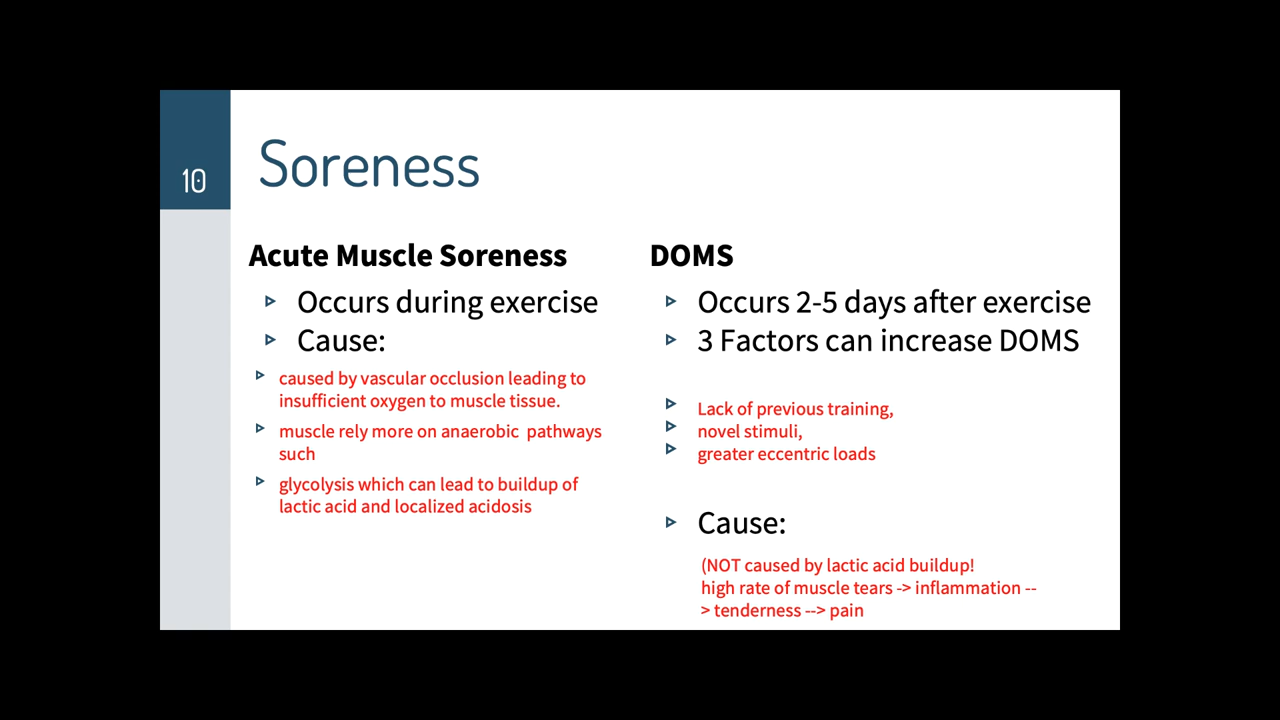 10
Soreness
Acute Muscle Soreness
Occurs during exercise
Cause:
caused by vascular occlusion leading to
insufficient oxygen to muscle tissue.
muscle rely more on anaerobic  pathways
such
glycolysis which can lead to buildup of
lactic acid and localized acidosis
DOMS
Occurs 2-5 days after exercise
3 Factors can increase DOMS
Lack of previous training,
novel stimuli,
greater eccentric loads
Cause:
(NOT caused by lactic acid buildup!
high rate of muscle tears -> inflammation --
> tenderness --> pain